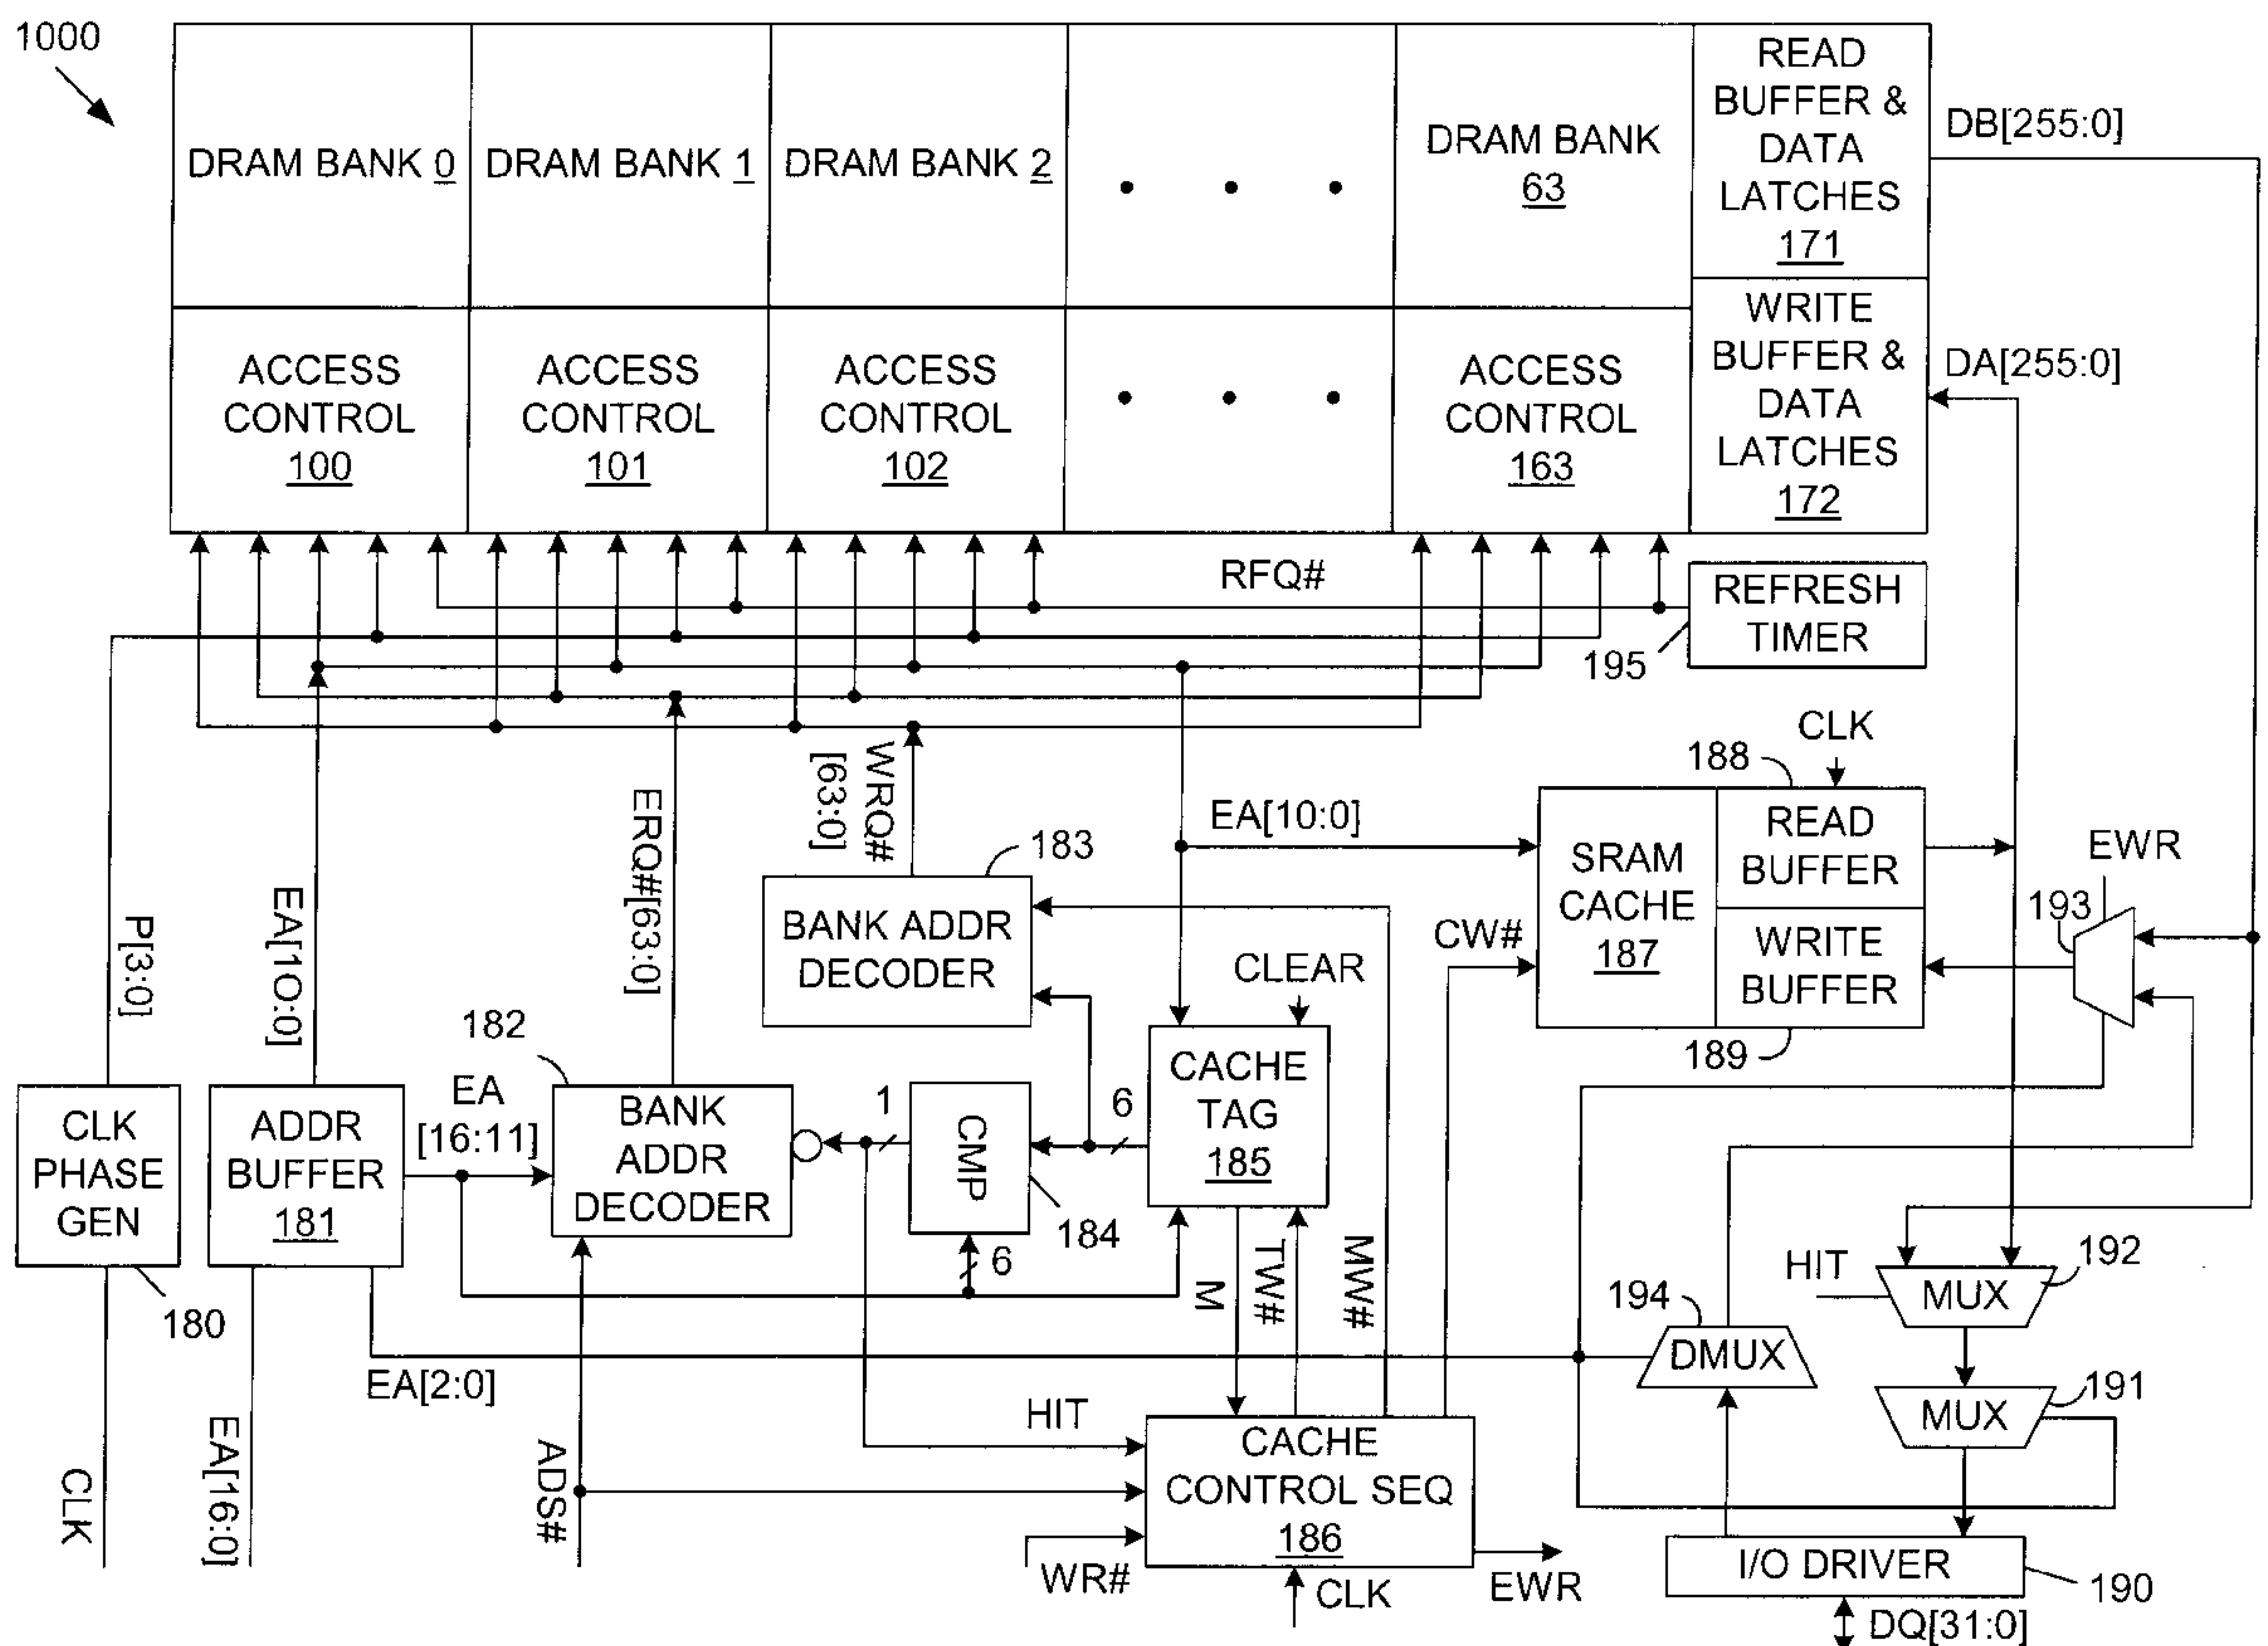 1000
DRAM BANK 0
DRAM BANK 1
DRAM BANK 2
DRAM BANK
63
READ
BUFFER &
DATA
LATCHES
171
DB[255:0]
ACCESS
CONTROL
100
ACCESS
CONTROL
101
ACCESS
CONTROL
102
ACCESS
CONTROL
163
WRITE
BUFFER &
DATA
LATCHES
172
DA[255:0]
RFQ#
REFRESH
TIMER
195
P[3:0]
EA[10:0]
ERQ#[63:0]
WRQ#
[63:0]
183
BANK ADDR
DECODER
EA[10:0]
CLK
188
SRAM
CACHE
187
READ
BUFFER
WRITE
BUFFER
189
CW#
EWR
193
CLEAR
CLK
PHASE
GEN
180
ADDR
BUFFER
181
EA
[16:11]
182
BANK
ADDR
DECODER
1
CMP
184
6
6
CACHE
TAG
185
M
TW#
MW#
HIT
MUX
192
194
DMUX
MUX
191
EA[2:0]
CLK
EA[16:0]
ADS#
HIT
CACHE
CONTROL SEQ
186
WR#
CLK
EWR
I/O DRIVER
190
DQ[31:0]